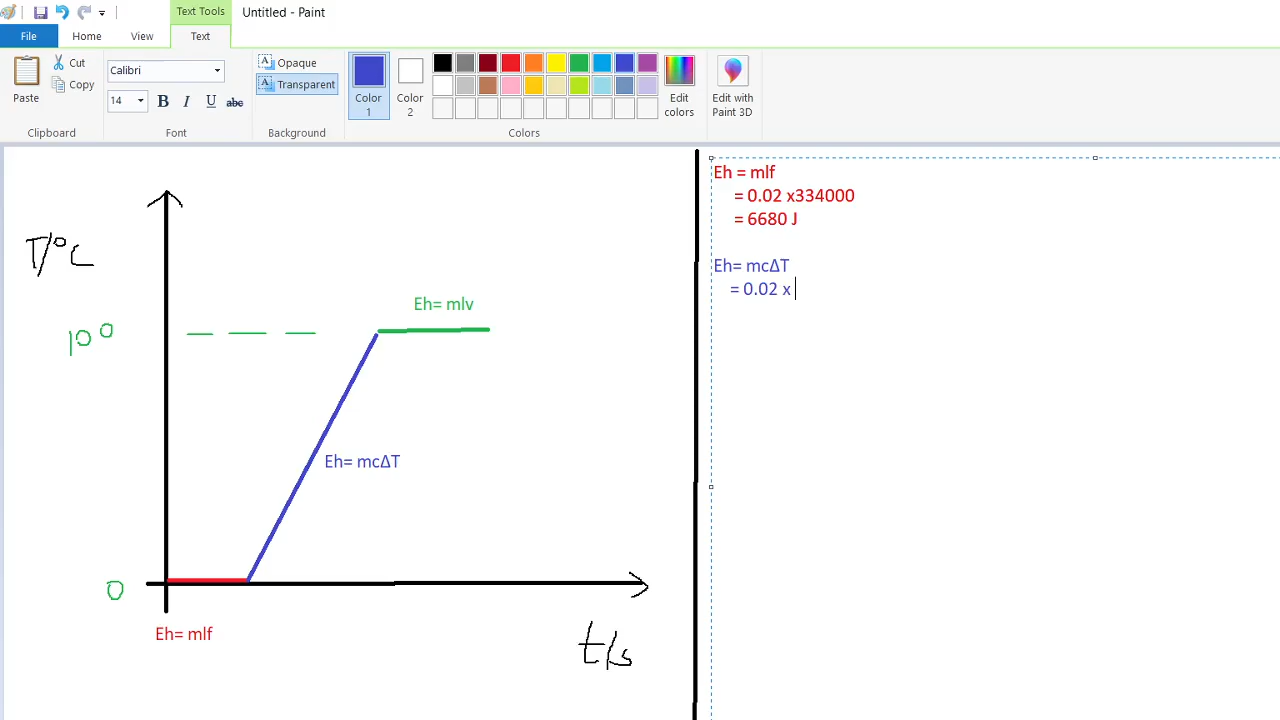 Text Tools
Untitled - Paint
File
Home
View
Text
Paste
Cut
Copy
Clipboard
Calibri
14
B I U abc
Font
Opaque
Transparent
Background
Color 1
Color 2
Edit colors
Colors
Edit with Paint 3D
T/°C
10°
0
Eh= mlv
Eh= mcΔT
Eh= mlf
t/s
Eh = mlf
= 0.02 x334000
= 6680 J
Eh= mcΔT
= 0.02 x